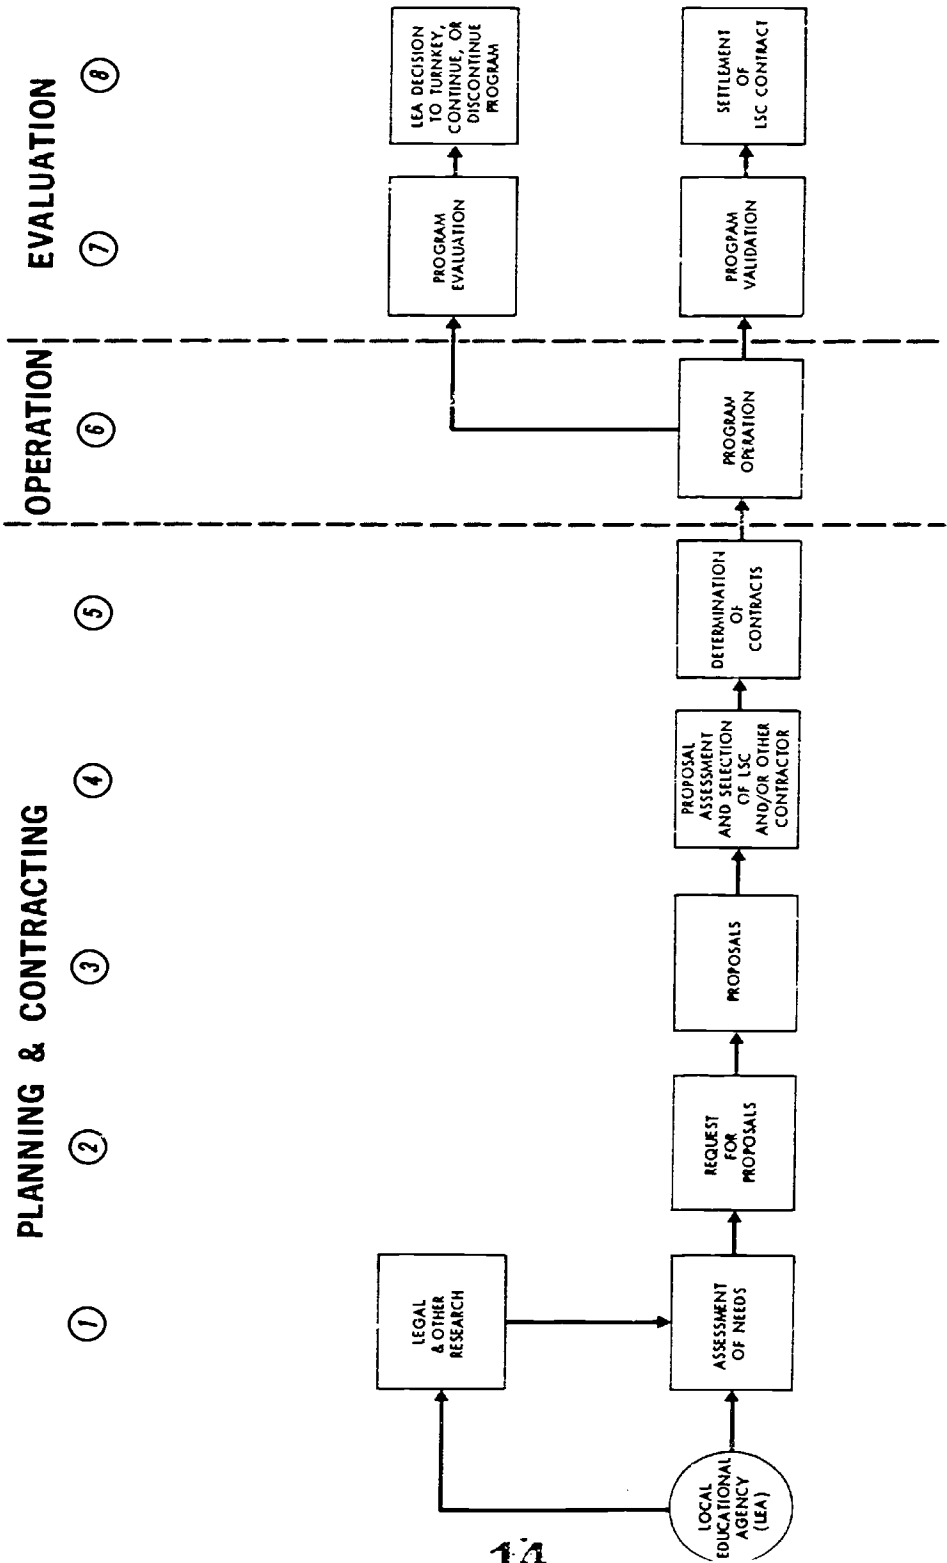 PLANNING & CONTRACTING
OPERATION
EVALUATION
1
2
3
4
5
6
7
8
LOCAL
EDUCATIONAL
AGENCY
(LEA)
LEGAL
& OTHER
RESEARCH
ASSESSMENT
OF NEEDS
REQUEST
FOR
PROPOSALS
PROPOSALS
PROPOSAL
ASSESSMENT
AND SELECTION
OF LSC
AND/OR OTHER
CONTRACTOR
DETERMINATION
OF
CONTRACTS
PROGRAM
OPERATION
PROGRAM
EVALUATION
LEA DECISION
TO TURNKEY,
CONTINUE, OR
DISCONTINUE
PROGRAM
PROGPAM
VALIDATION
SETTLEMENT
OF
LSC CONTRACT